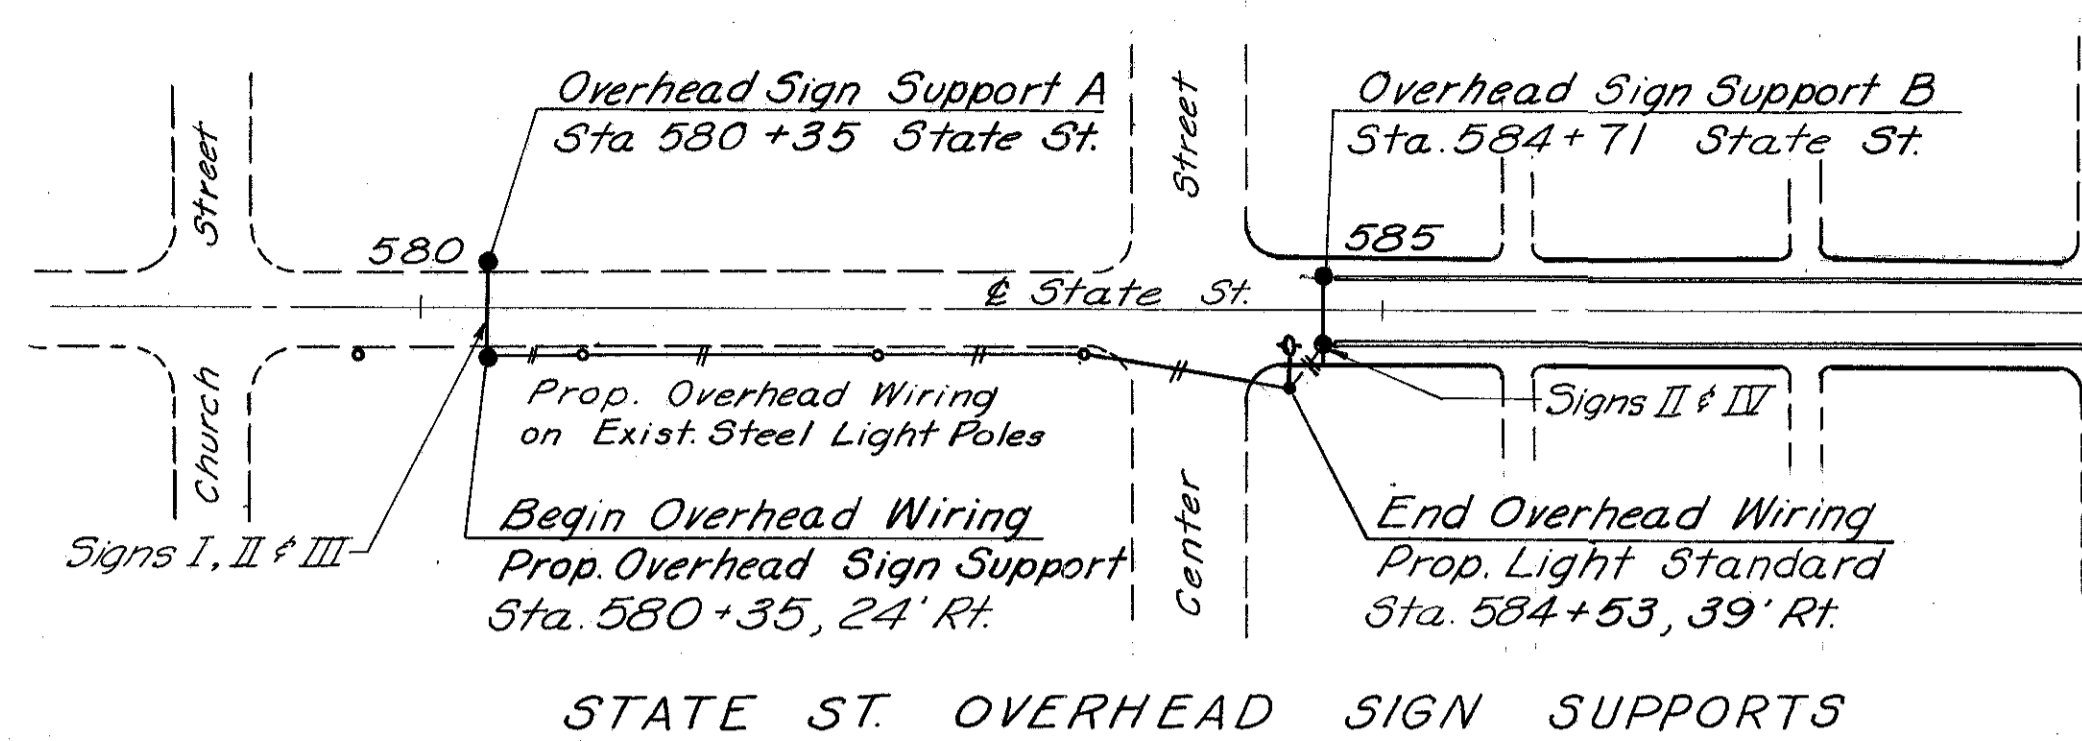 Overhead Sign Support A
Sta 580+35 State St.
Overhead Sign Support B
Sta. 584+71 State St.
Street
Church
Street
Center
580
585
℄ State St.
Prop. Overhead Wiring
on Exist. Steel Light Poles
Signs II & IV
Signs I, II & III
Begin Overhead Wiring
Prop. Overhead Sign Support
Sta. 580+35, 24' Rt.
End Overhead Wiring
Prop. Light Standard
Sta. 584+53, 39' Rt.
STATE ST. OVERHEAD SIGN SUPPORTS